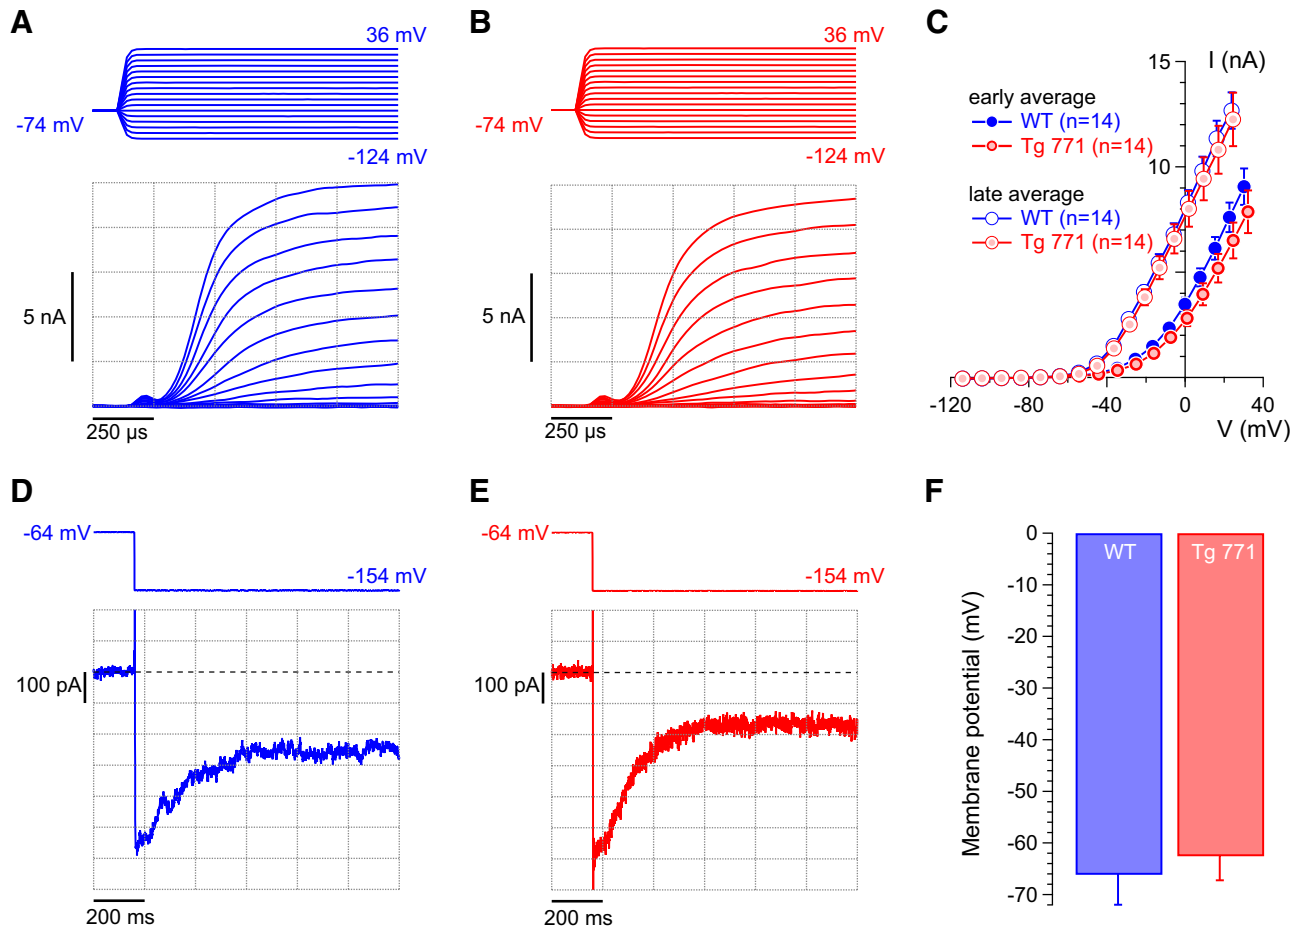 A
36 mV
-74 mV
-124 mV
5 nA
250 µs
B
36 mV
-74 mV
-124 mV
5 nA
250 µs
C
15
I (nA)
early average
WT (n=14)
Tg 771 (n=14)
10
late average
WT (n=14)
Tg 771 (n=14)
-120
-80
-40
0
40
V (mV)
D
-64 mV
-154 mV
100 pA
200 ms
E
-64 mV
-154 mV
100 pA
200 ms
F
0
-10
-20
-30
-40
-50
-60
-70
Membrane potential (mV)
WT
Tg 771